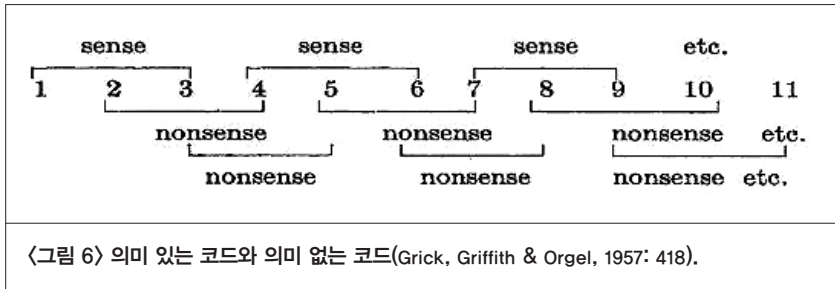 sense sense sense etc.
1 2 3 4 5 6 7 8 9 10 11
nonsense nonsense nonsense etc.
nonsense nonsense nonsense etc.
〈그림 6〉 의미 있는 코드와 의미 없는 코드(Grick, Griffith & Orgel, 1957: 418).